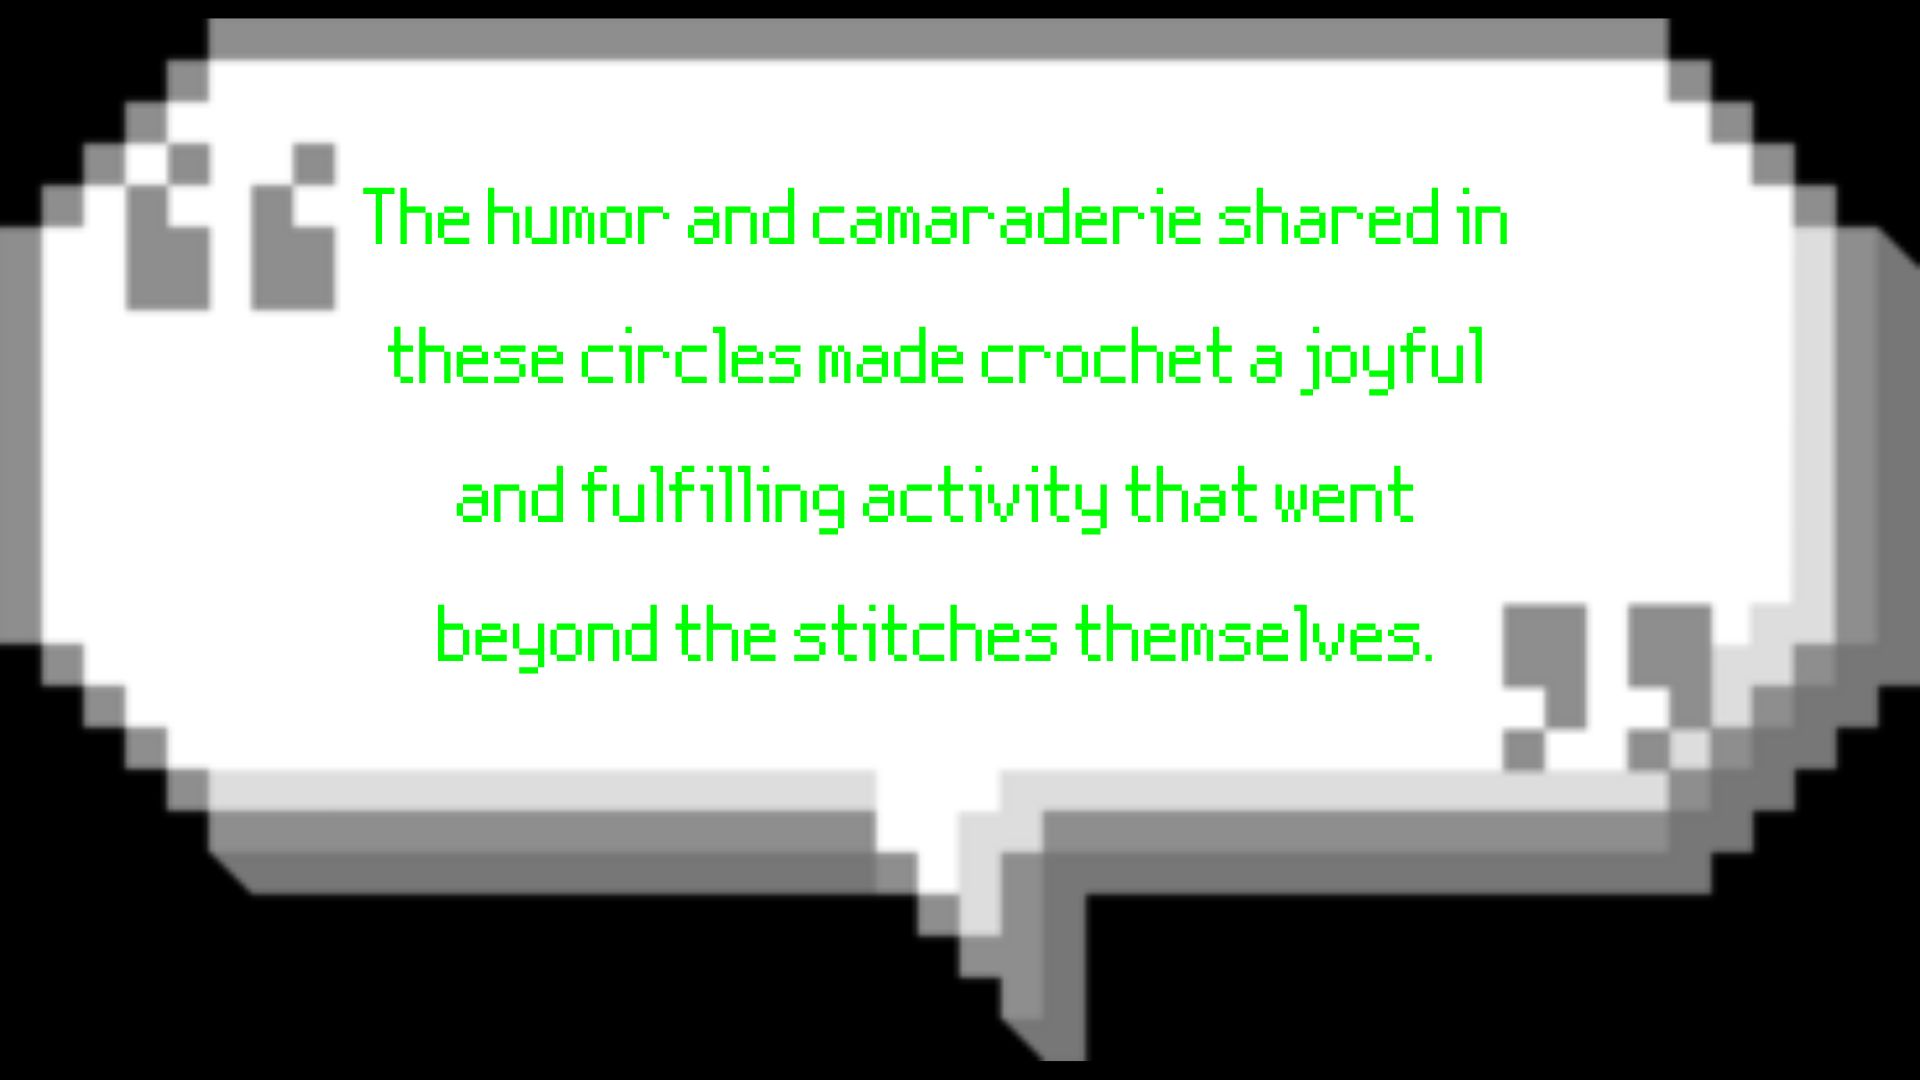 The humor and camaraderie shared in
these circles made crochet a joyful
and fulfilling activity that went
beyond the stitches themselves.